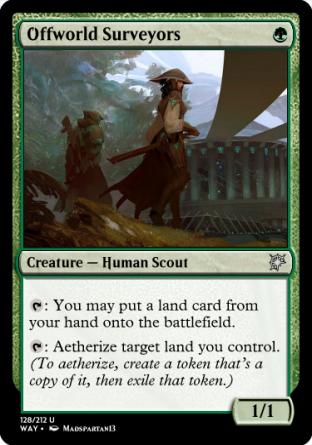 Offworld Surveyors
Creature — Human Scout
: You may put a land card from
your hand onto the battlefield.
: Aetherize target land you control.
(To aetherize, create a token that's a
copy of it, then exile that token.)
1/1
128/212 U
WAY • Madspartan13